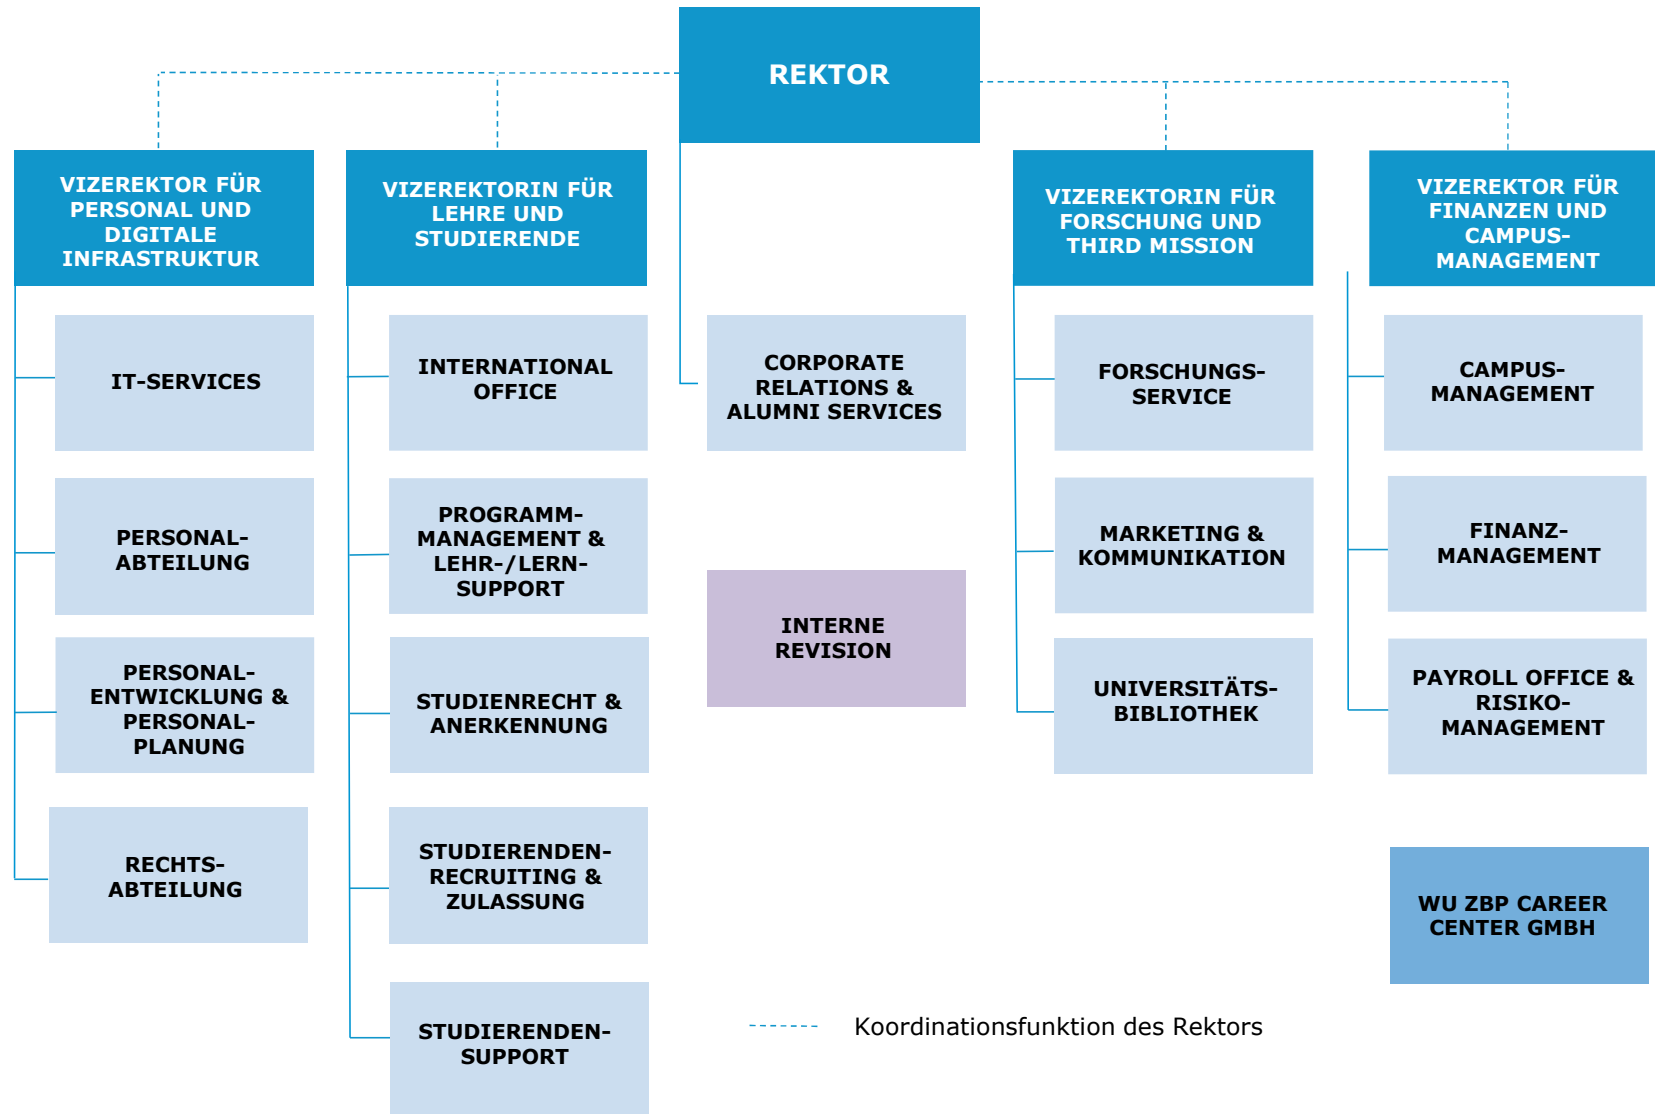 REKTOR
VIZEREKTOR FÜR
PERSONAL UND
DIGITALE
INFRASTRUKTUR
IT-SERVICES
PERSONAL-
ABTEILUNG
PERSONAL-
ENTWICKLUNG &
PERSONAL-
PLANUNG
RECHTS-
ABTEILUNG
VIZEREKTORIN FÜR
LEHRE UND
STUDIERENDE
INTERNATIONAL
OFFICE
PROGRAMM-
MANAGEMENT &
LEHR-/LERN-
SUPPORT
STUDIENRECHT &
ANERKENNUNG
STUDIERENDEN-
RECRUITING &
ZULASSUNG
STUDIERENDEN-
SUPPORT
CORPORATE
RELATIONS &
ALUMNI SERVICES
INTERNE
REVISION
VIZEREKTORIN FÜR
FORSCHUNG UND
THIRD MISSION
FORSCHUNGS-
SERVICE
MARKETING &
KOMMUNIKATION
UNIVERSITÄTS-
BIBLIOTHEK
VIZEREKTOR FÜR
FINANZEN UND
CAMPUS-
MANAGEMENT
CAMPUS-
MANAGEMENT
FINANZ-
MANAGEMENT
PAYROLL OFFICE &
RISIKO-
MANAGEMENT
WU ZBP CAREER
CENTER GMBH
Koordinationsfunktion des Rektors